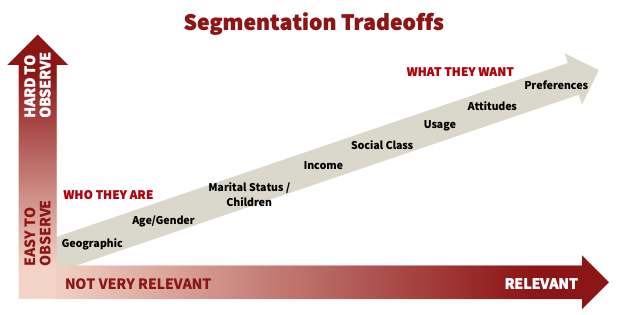 Segmentation Tradeoffs
HARD TO
OBSERVE
WHAT THEY WANT
Preferences
Attitudes
Usage
Social Class
Income
Marital Status /
Children
WHO THEY ARE
Age/Gender
Geographic
EASY TO
OBSERVE
NOT VERY RELEVANT
RELEVANT